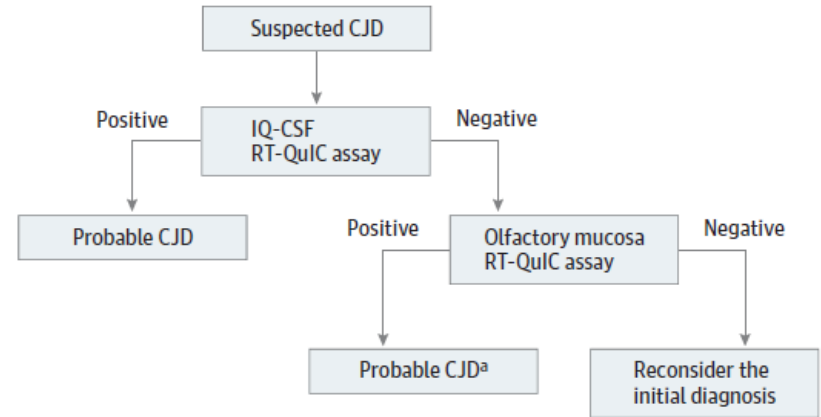 Suspected CJD
Positive
Negative
IQ-CSF
RT-QuIC assay
Probable CJD
Positive
Negative
Olfactory mucosa
RT-QuIC assay
Probable CJDᵃ
Reconsider the
initial diagnosis